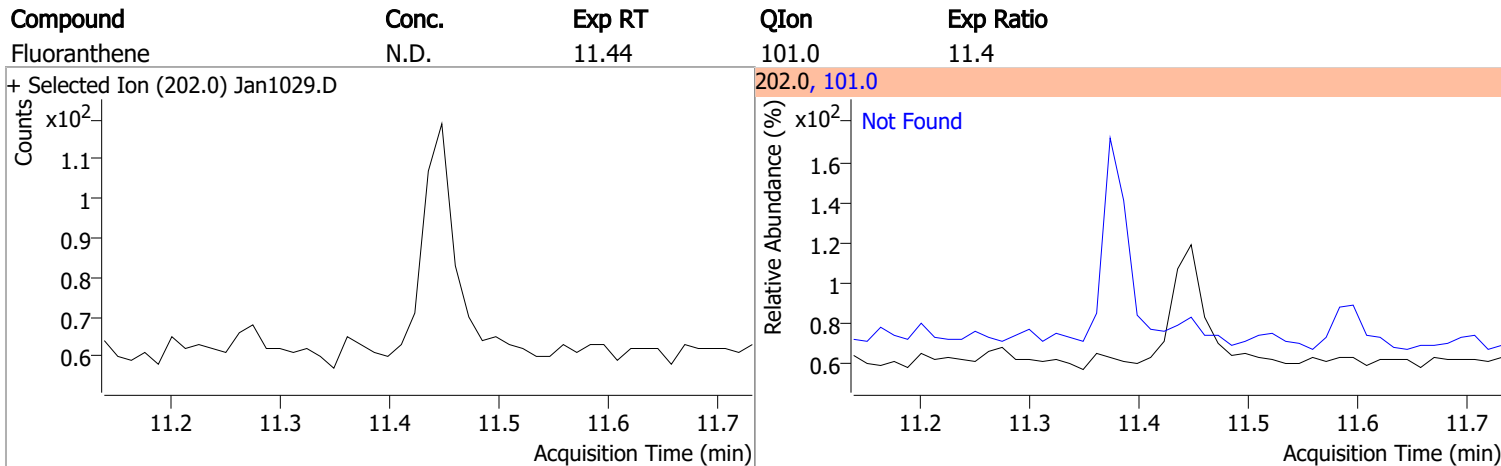 Compound Conc. Exp RT QIon Exp Ratio
Fluoranthene N.D. 11.44 101.0 11.4
+ Selected Ion (202.0) Jan1029.D
Counts
x10²
1.1
1
0.9
0.8
0.7
0.6
11.2 11.3 11.4 11.5 11.6 11.7
Acquisition Time (min)
202.0, 101.0
Relative Abundance (%)
x10²
Not Found
1.6
1.4
1.2
1
0.8
0.6
11.2 11.3 11.4 11.5 11.6 11.7
Acquisition Time (min)